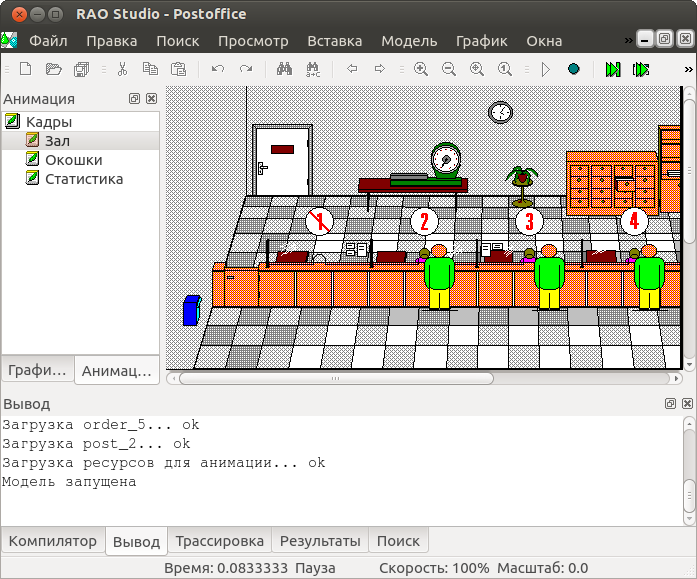 RAO Studio - Postoffice
Файл Правка Поиск Просмотр Вставка Модель График Окна »
Анимация
Кадры
Зал
Окошки
Статистика
1 2 3 4
Графи... Анимац...
Вывод
Загрузка order_5... ok
Загрузка post_2... ok
Загрузка ресурсов для анимации... ok
Модель запущена
Компилятор Вывод Трассировка Результаты Поиск
Время: 0.0833333 Пауза Скорость: 100% Масштаб: 0.0